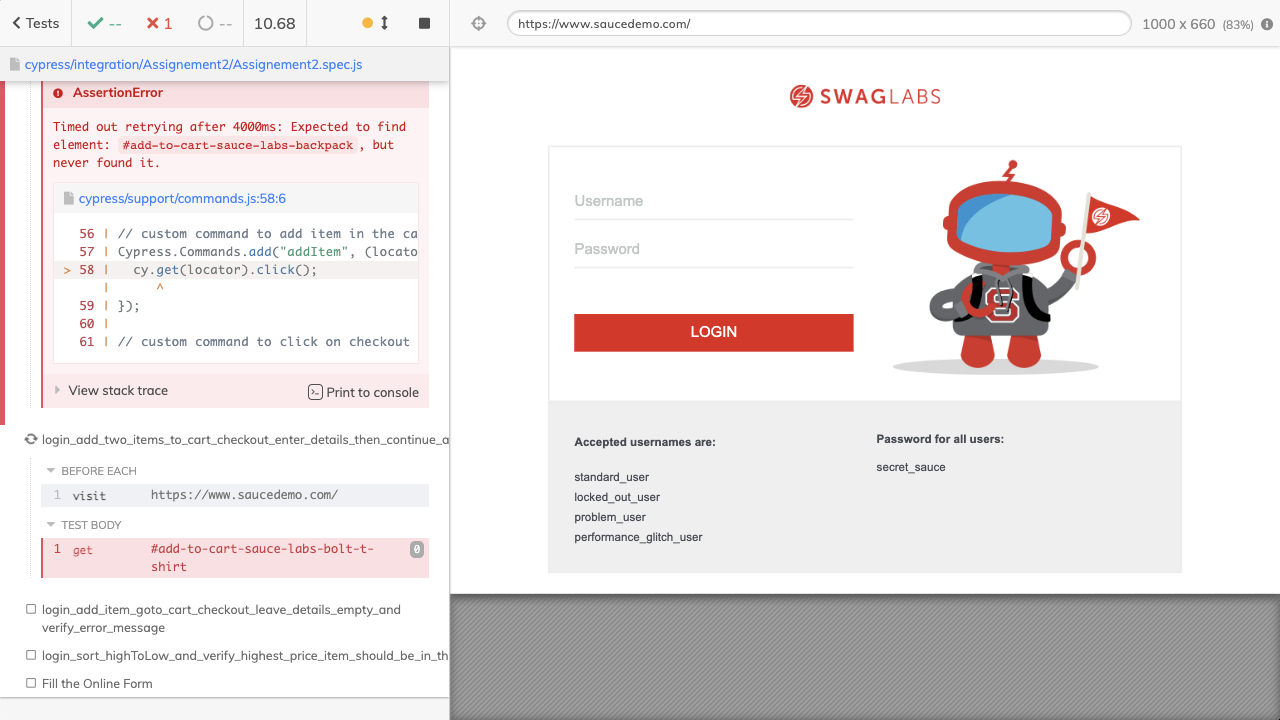 Tests
--
1
--
10.68
https://www.saucedemo.com/
1000 x 660 (83%)
cypress/integration/Assignement2/Assignement2.spec.js
AssertionError
Timed out retrying after 4000ms: Expected to find
element: #add-to-cart-sauce-labs-backpack, but
never found it.
cypress/support/commands.js:58:6
56 | // custom command to add item in the ca
57 | Cypress.Commands.add("addItem", (locato
> 58 | cy.get(locator).click();
| ^
59 | });
60 |
61 | // custom command to click on checkout
View stack trace
Print to console
login_add_two_items_to_cart_checkout_enter_details_then_continue_a
BEFORE EACH
1 visit https://www.saucedemo.com/
TEST BODY
1 get #add-to-cart-sauce-labs-bolt-t-
shirt
0
login_add_item_goto_cart_checkout_leave_details_empty_and
verify_error_message
login_sort_highToLow_and_verify_highest_price_item_should_be_in_th
Fill the Online Form
SWAGLABS
Username
Password
LOGIN
S
Accepted usernames are:
standard_user
locked_out_user
problem_user
performance_glitch_user
Password for all users:
secret_sauce